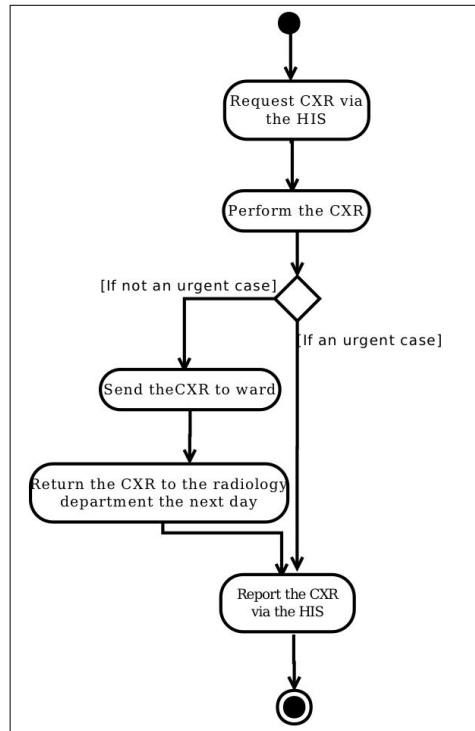 Request CXR via
the HIS
Perform the CXR
[If not an urgent case]
[If an urgent case]
Send theCXR to ward
Return the CXR to the radiology
department the next day
Report the CXR
via the HIS